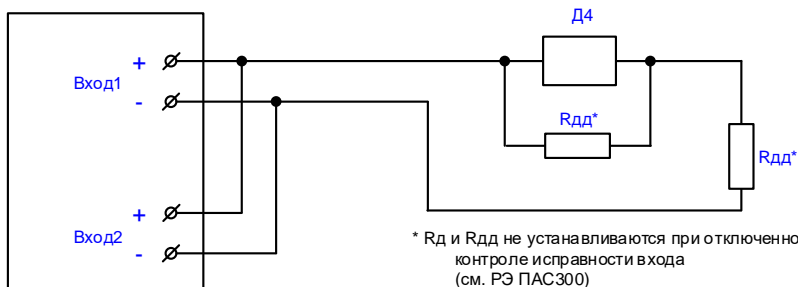 Д4
+
Вход1
-
Rдд*
Rдд*
+
Вход2
-
* Rд и Rдд не устанавливаются при отключенно
контроле исправности входа
(см. РЭ ПАС300)